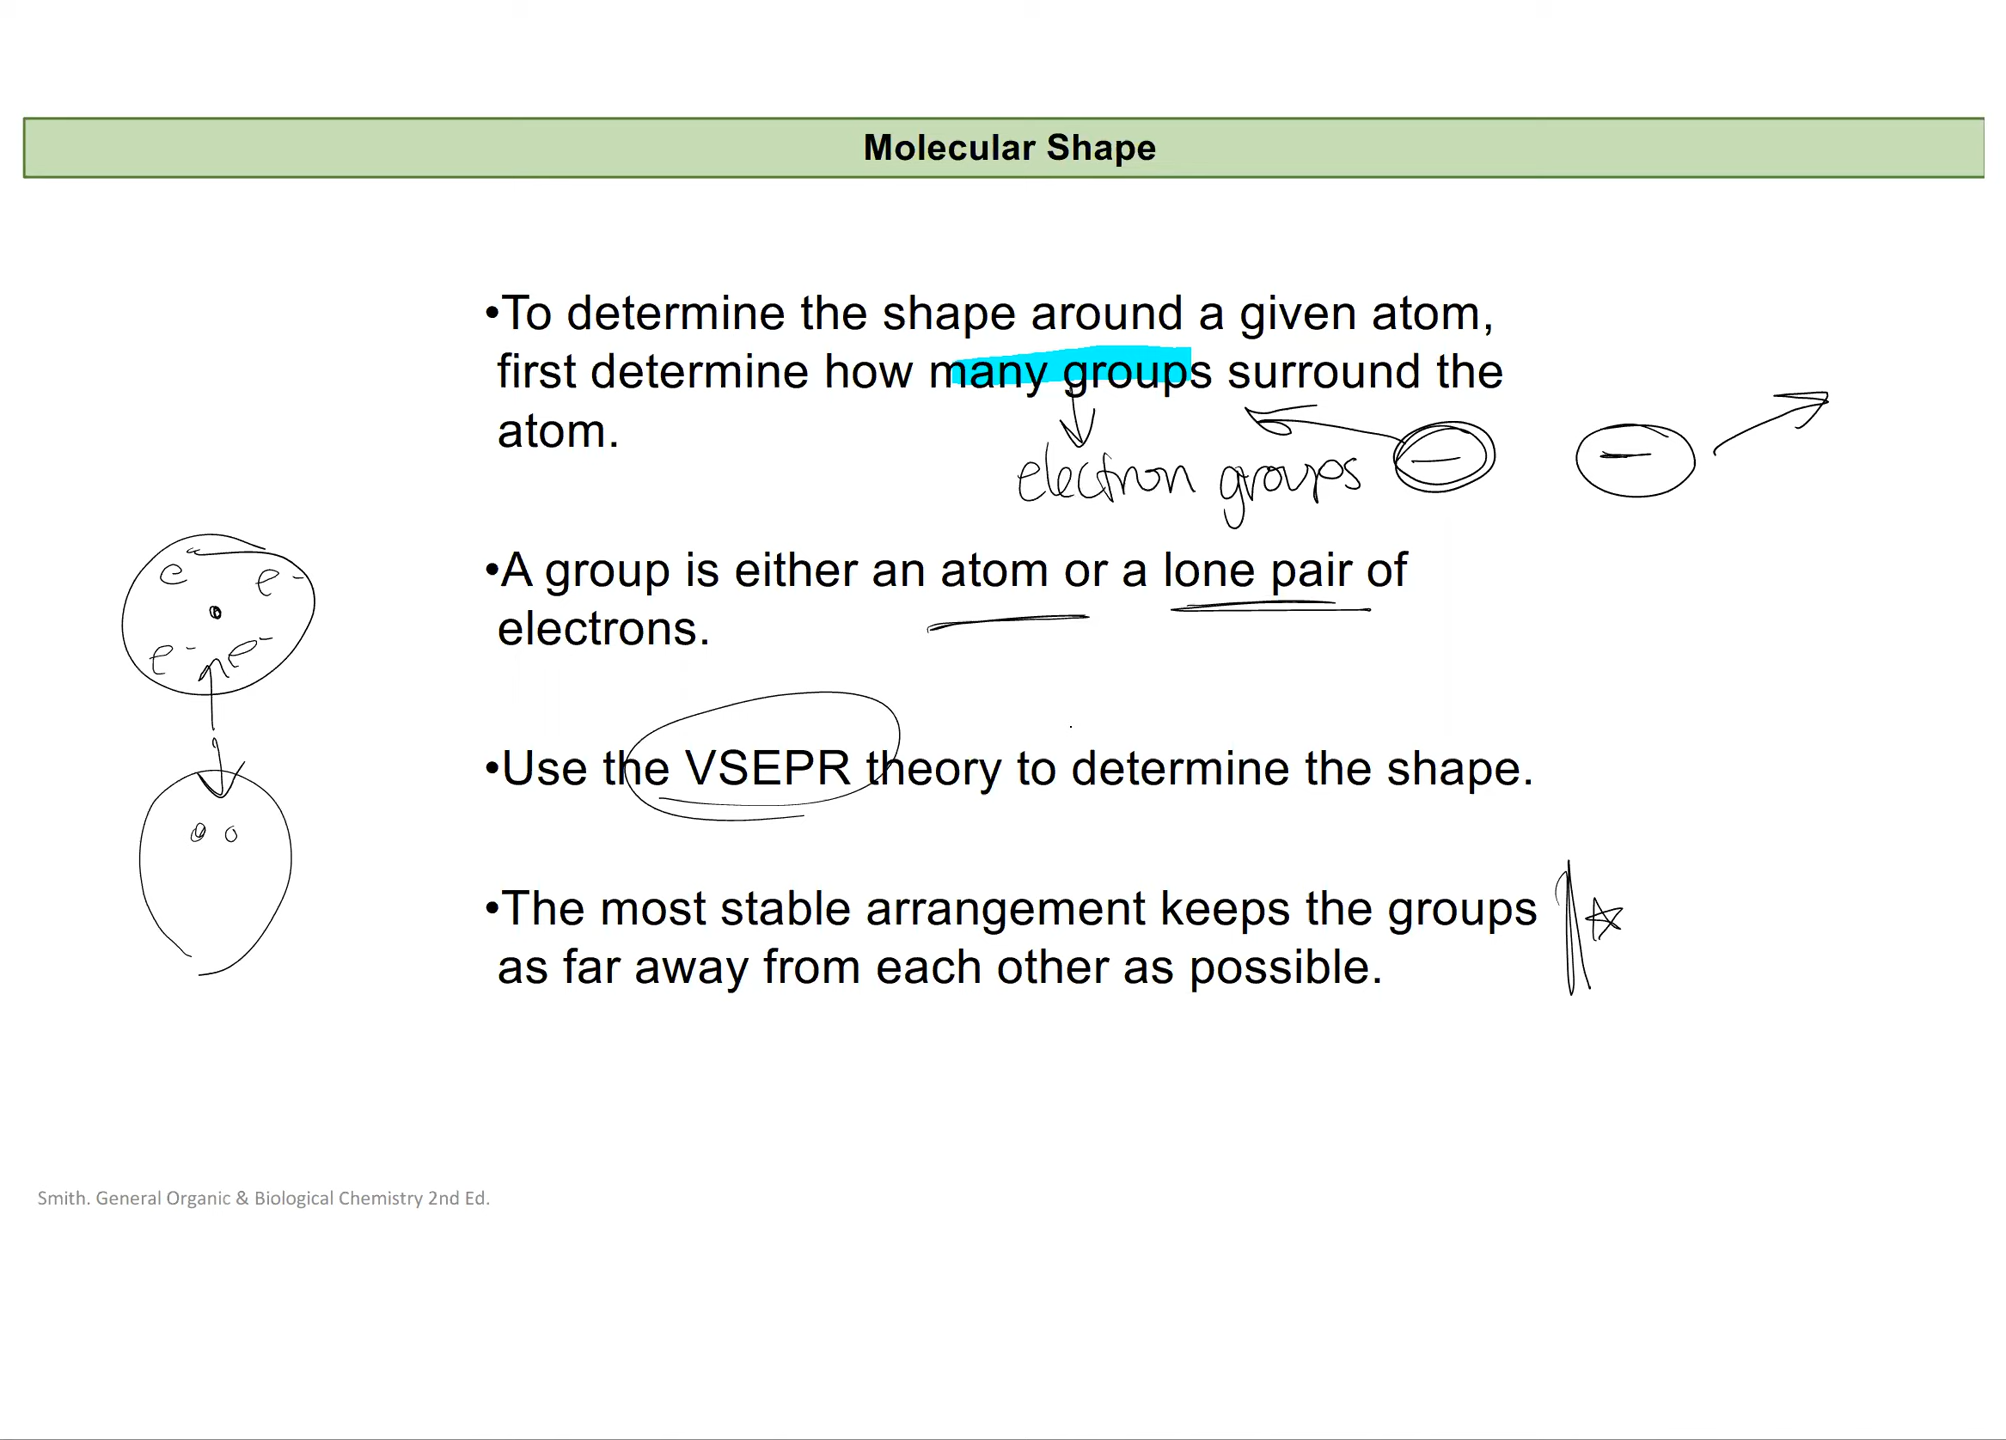 Molecular Shape
•To determine the shape around a given atom,
first determine how many groups surround the
atom.
electron groups − −
•A group is either an atom or a lone pair of
electrons.
e e-
e- e-
•Use the VSEPR theory to determine the shape.
•The most stable arrangement keeps the groups
as far away from each other as possible.
Smith. General Organic & Biological Chemistry 2nd Ed.